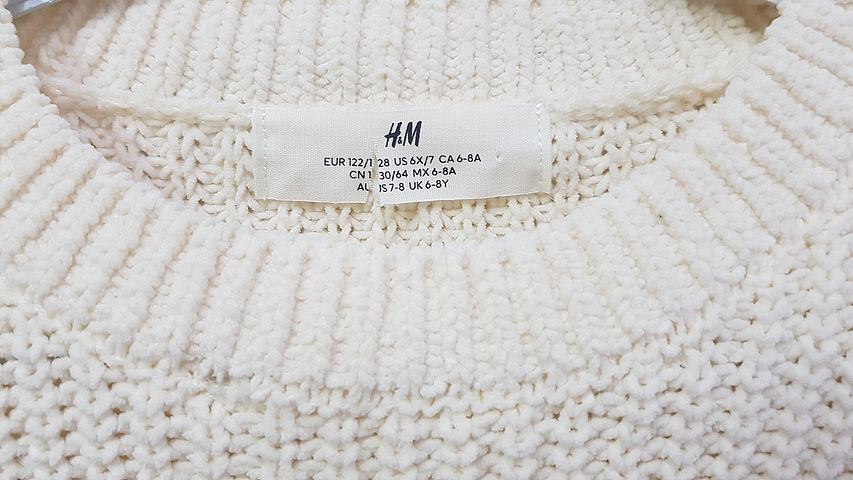 H&M
EUR 122/128 US 6X/7 CA 6-8A
CN 130/64 MX 6-8A
AUS 7-8 UK 6-8Y